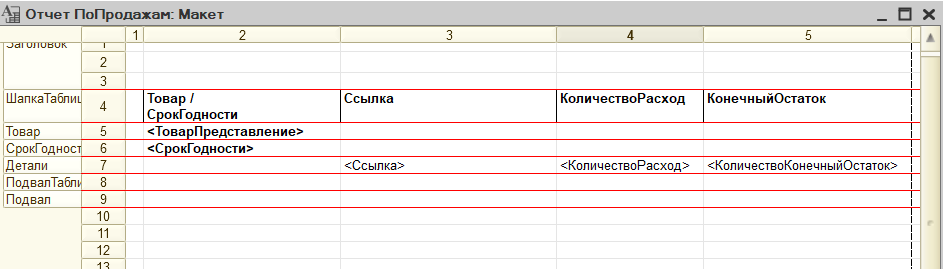 Отчет ПоПродажам: Макет
1 2 3 4 5
Заголовок 1
2
3
ШапкаТаблиц 4 Товар / СрокГодности Ссылка КоличествоРасход КонечныйОстаток
Товар 5 <ТоварПредставление>
СрокГодност 6 <СрокГодности>
Детали 7 <Ссылка> <КоличествоРасход> <КоличествоКонечныйОстаток>
ПодвалТабли 8
Подвал 9
10
11
12
13